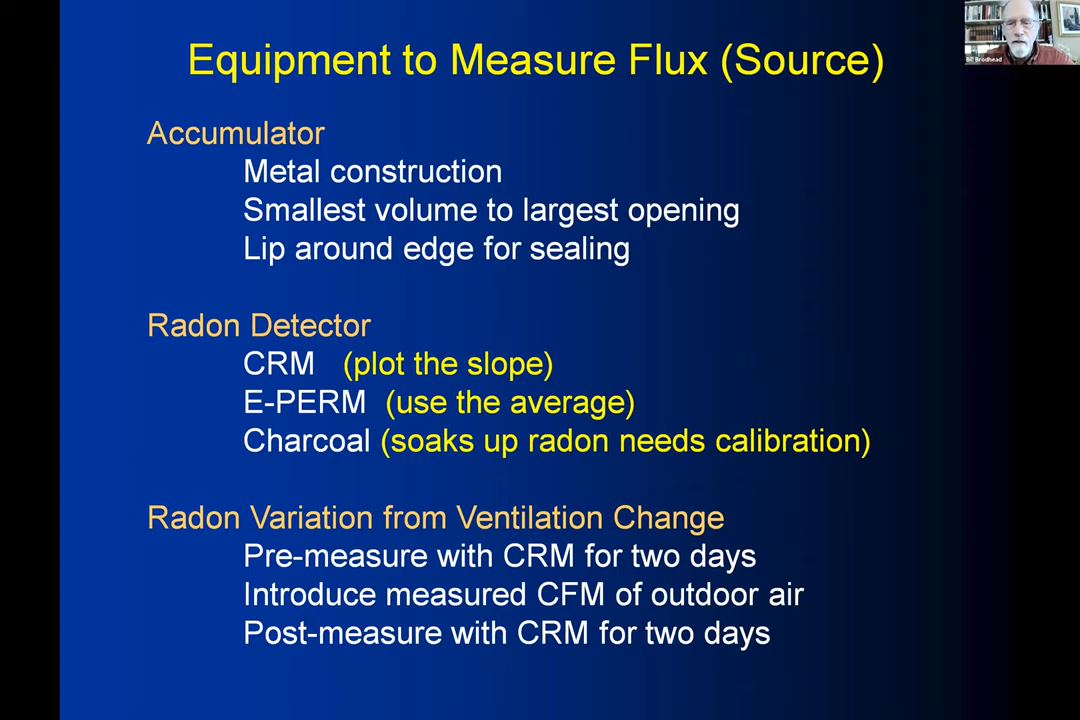 Equipment to Measure Flux (Source)
Bill Brodhead
Accumulator
Metal construction
Smallest volume to largest opening
Lip around edge for sealing
Radon Detector
CRM (plot the slope)
E-PERM (use the average)
Charcoal (soaks up radon needs calibration)
Radon Variation from Ventilation Change
Pre-measure with CRM for two days
Introduce measured CFM of outdoor air
Post-measure with CRM for two days